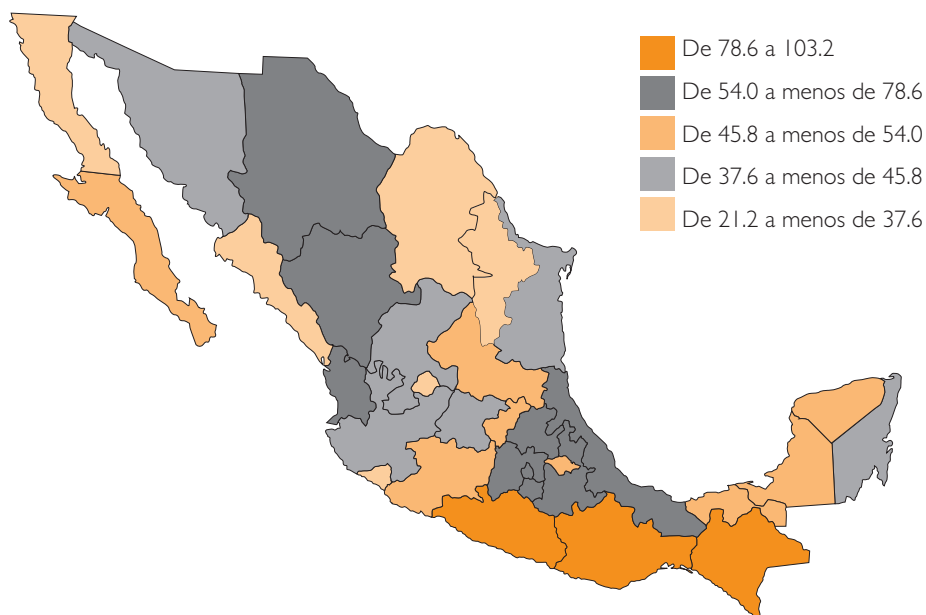 De 78.6 a 103.2
De 54.0 a menos de 78.6
De 45.8 a menos de 54.0
De 37.6 a menos de 45.8
De 21.2 a menos de 37.6